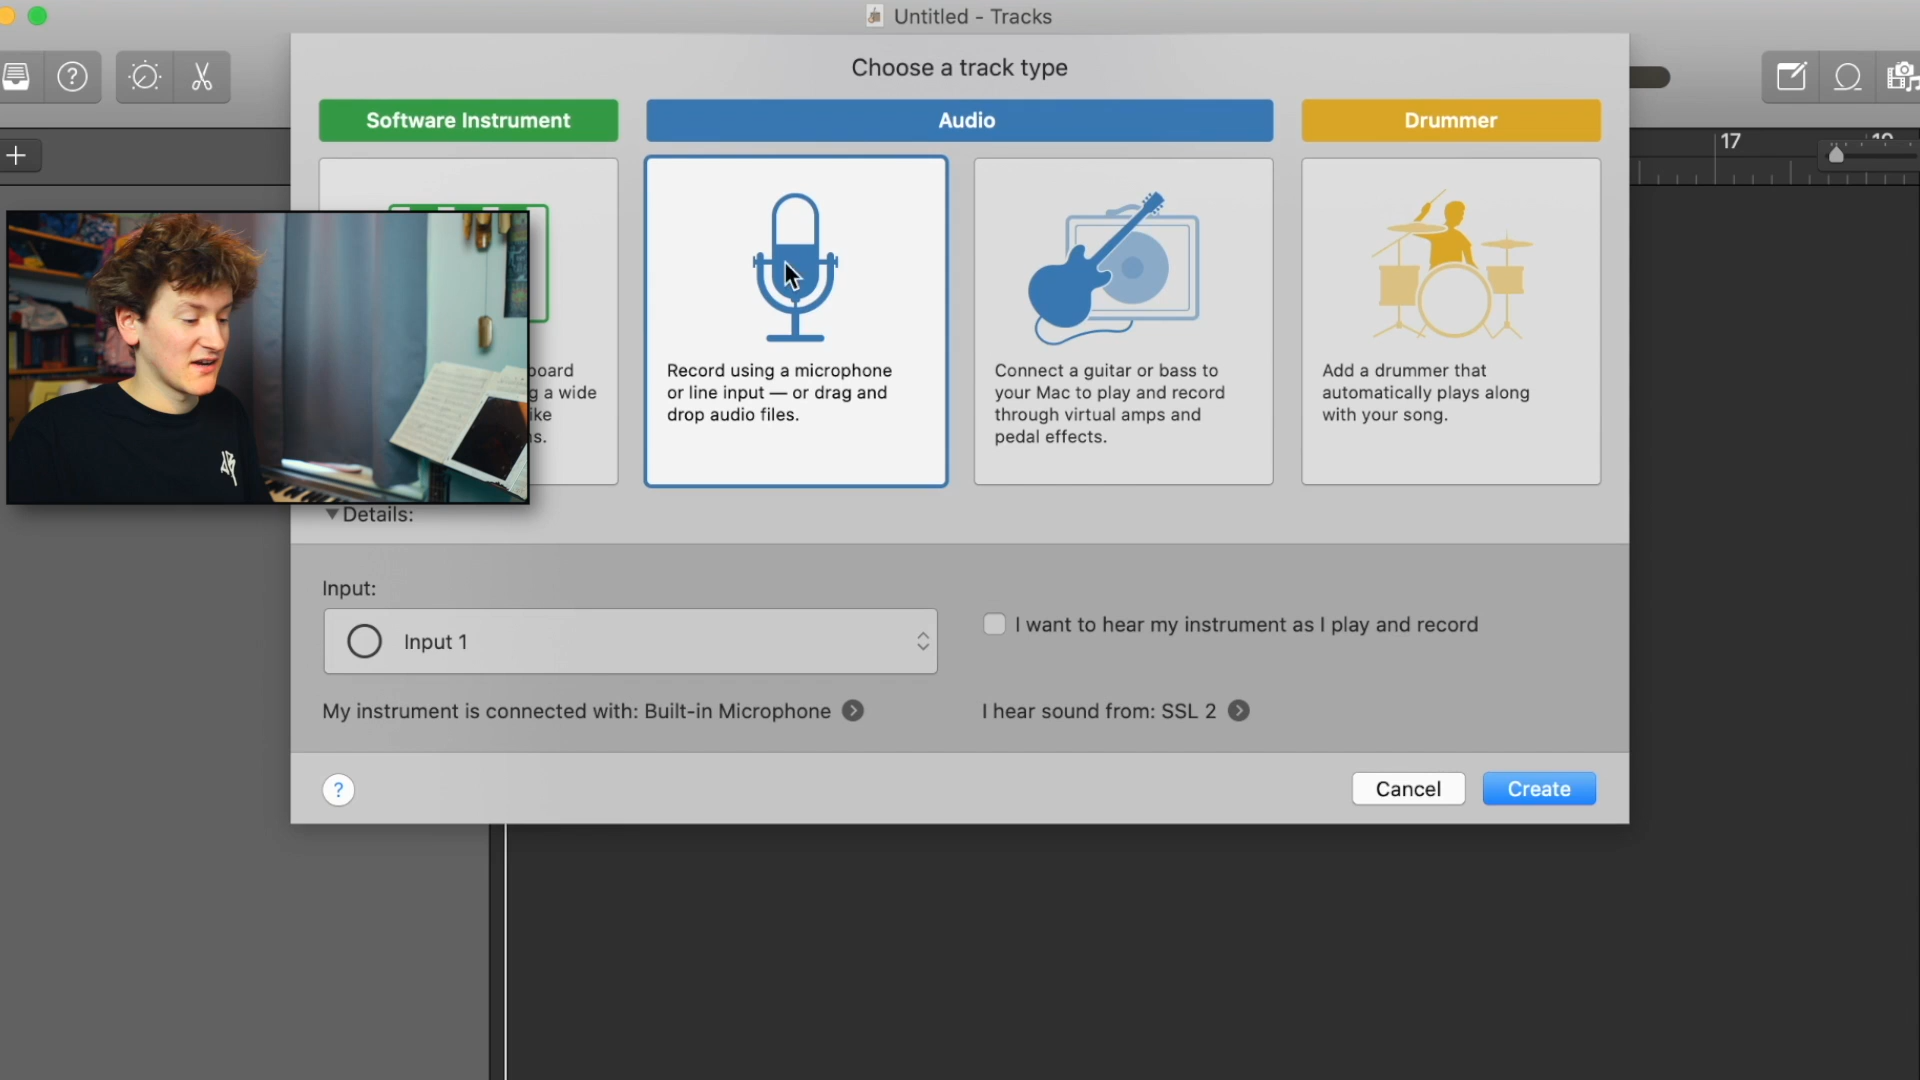 Untitled - Tracks
Choose a track type
Software Instrument
Audio
Drummer
17
board
g a wide
ike
s.
Record using a microphone
or line input — or drag and
drop audio files.
Connect a guitar or bass to
your Mac to play and record
through virtual amps and
pedal effects.
Add a drummer that
automatically plays along
with your song.
Details:
Input:
Input 1
I want to hear my instrument as I play and record
My instrument is connected with: Built-in Microphone
I hear sound from: SSL 2
?
Cancel
Create